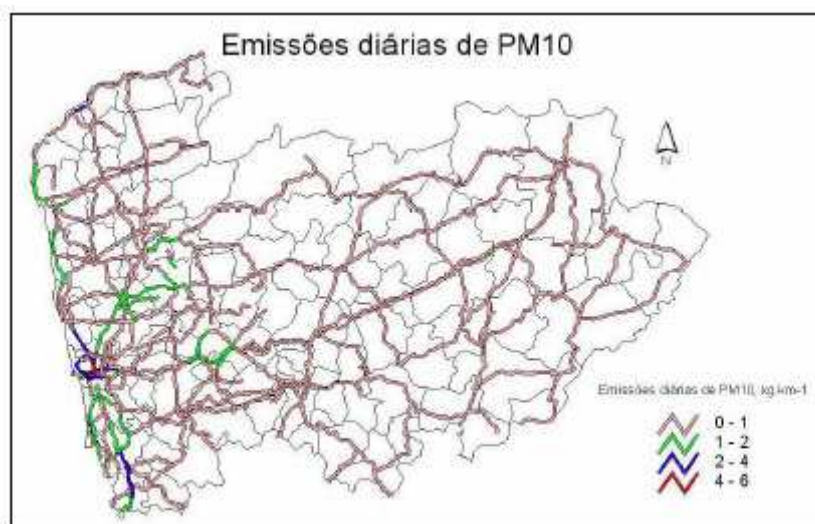 Emissões diárias de PM10
N
Emissões diárias de PM10, kg.km-1
0 - 1
1 - 2
2 - 4
4 - 6